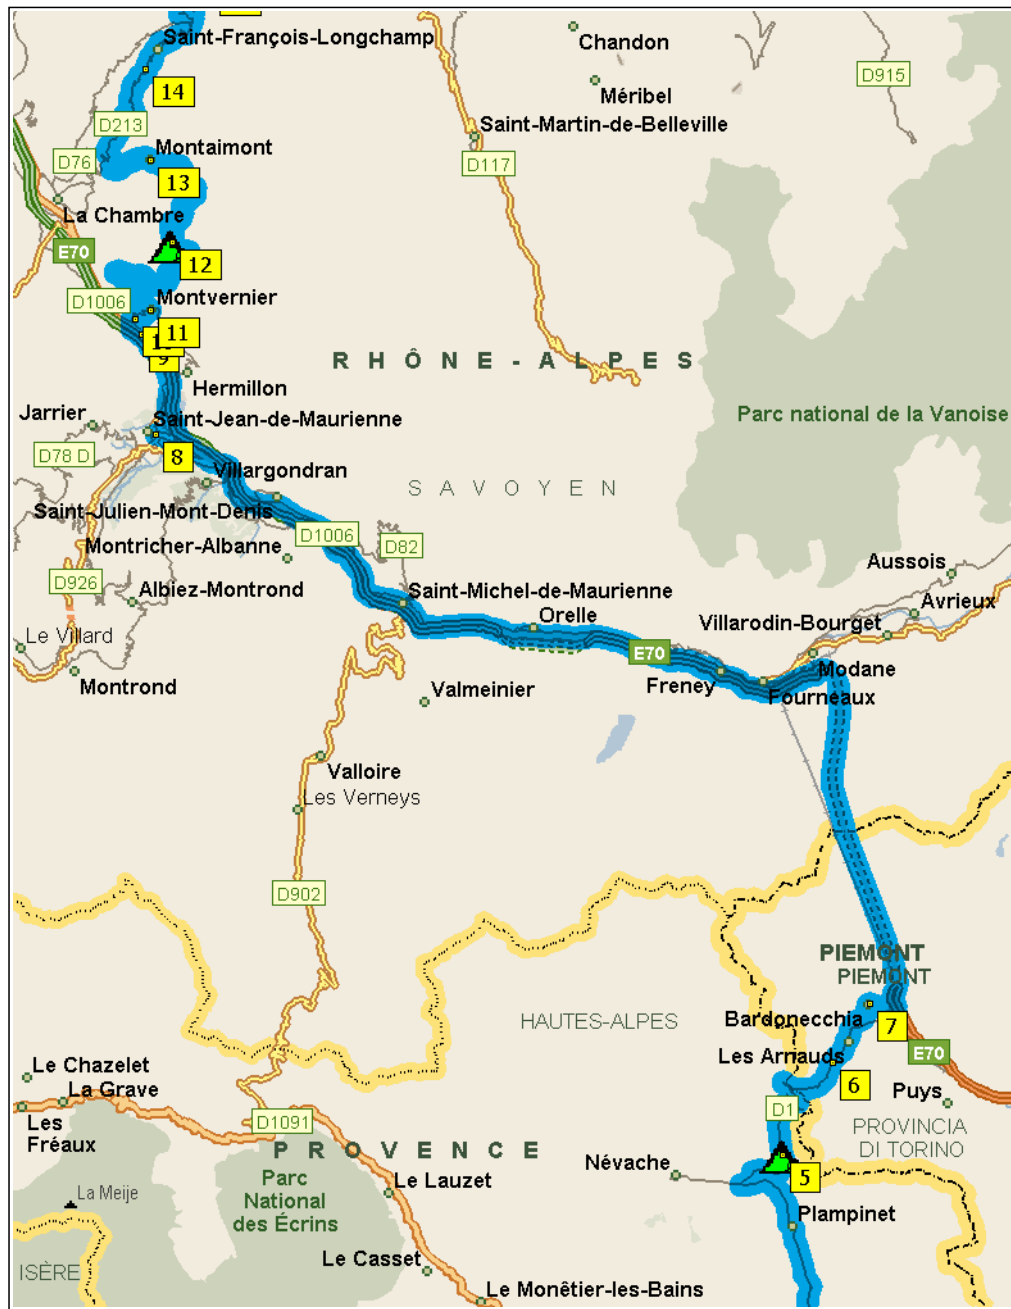 Saint-François-Longchamp
Chandon
D915
14
Méribel
D213
Saint-Martin-de-Belleville
D76
Montaimont
D117
13
La Chambre
E70
12
D1006
Montvernier
11
9
RHÔNE-ALPES
Hermillon
Jarrier
Saint-Jean-de-Maurienne
Parc national de la Vanoise
D78 D
8
Villargondran
SAVOYEN
Saint-Julien-Mont-Denis
D1006
Montricher-Albanne
D82
Aussois
D926
Albiez-Montrond
Saint-Michel-de-Maurienne
Avrieux
Orelle
Villarodin-Bourget
Le Villard
E70
Modane
Montrond
Freney
Fourneaux
Valmeinier
Valloire
Les Verneys
D902
PIEMONT
PIEMONT
HAUTES-ALPES
Bardonecchia
7
Les Arnauds
E70
Le Chazelet
6
La Grave
Puys
Les
Fréaux
D1091
D1
PROVINCIA
DI TORINO
PROVENCE
Névache
5
Parc
National
des Écrins
La Meije
Le Lauzet
Plampinet
Le Casset
ISÈRE
Le Monêtier-les-Bains